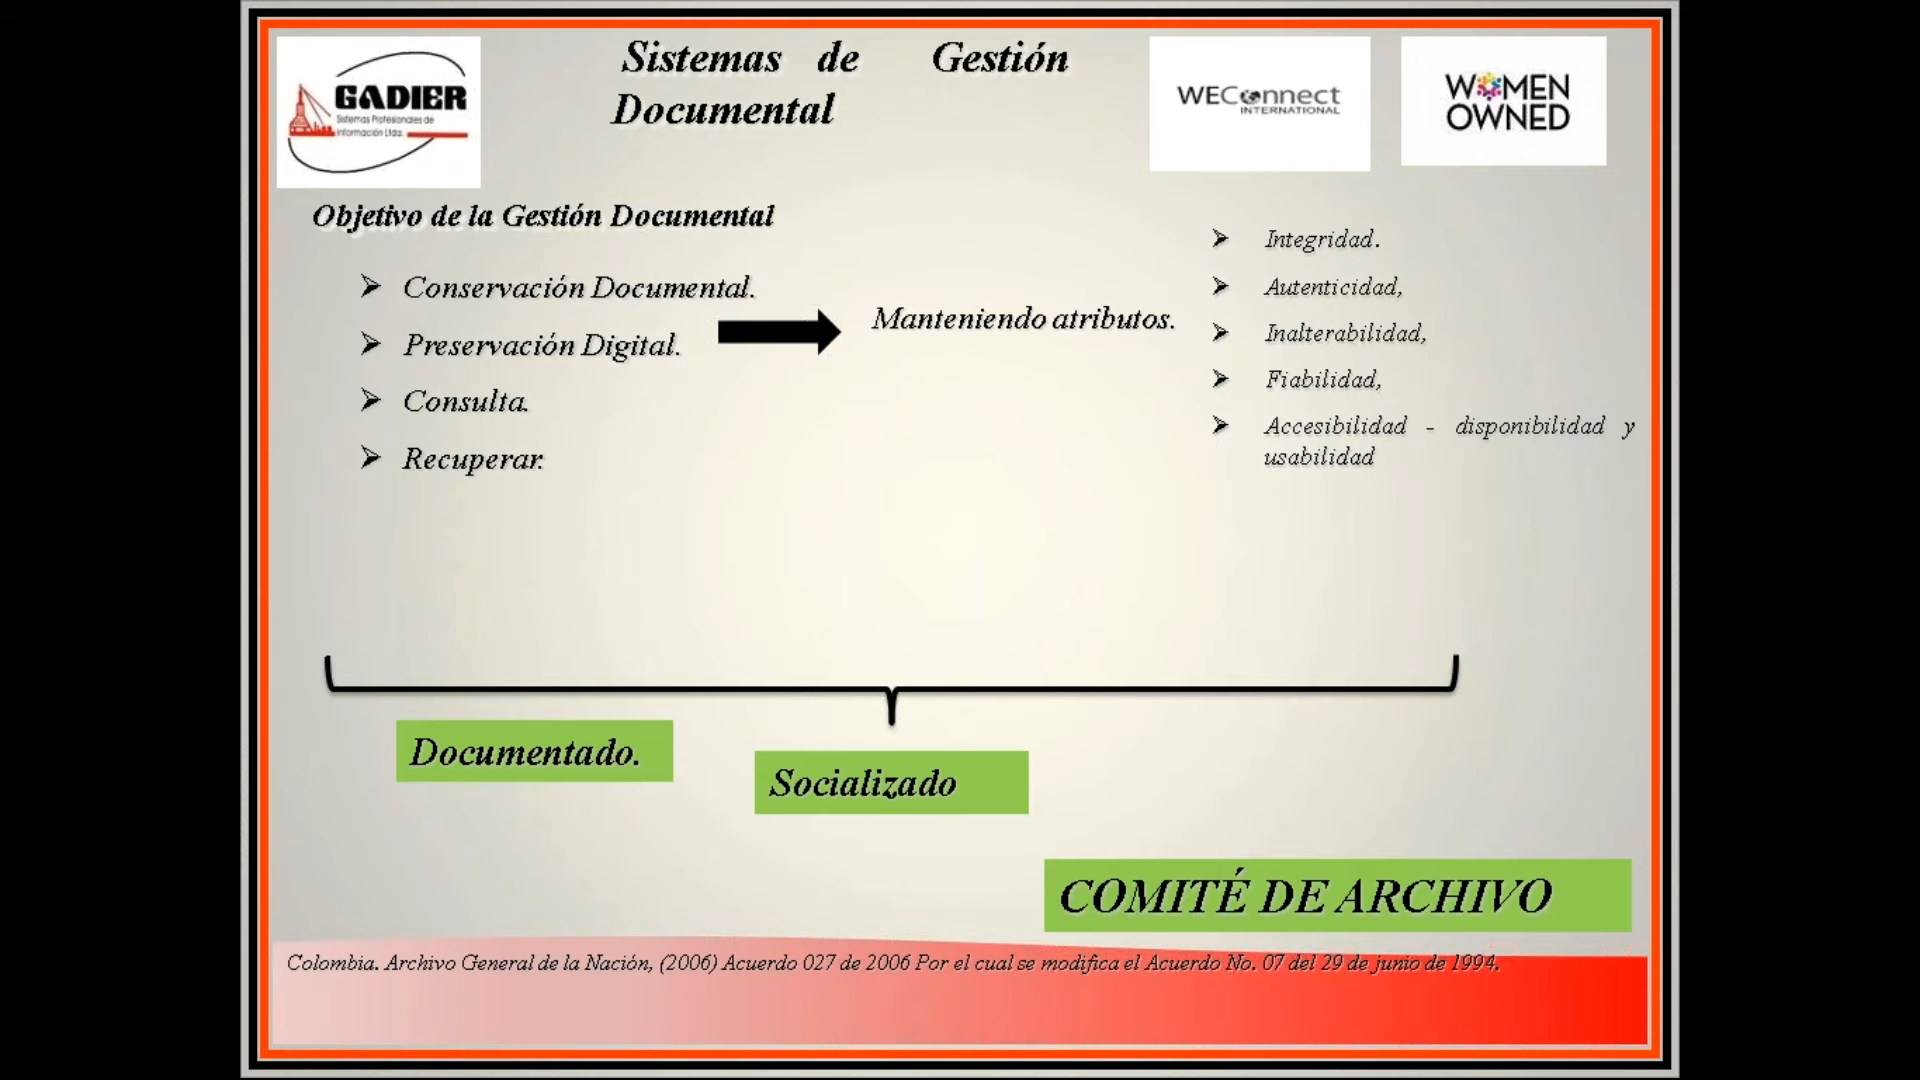 GADIER
Sistemas Profesionales de
Información Ltda.
Sistemas de Gestión
Documental
WEConnect
INTERNATIONAL
WOMEN
OWNED
Objetivo de la Gestión Documental
Conservación Documental.
Preservación Digital.
Consulta.
Recuperar.
Manteniendo atributos.
Integridad.
Autenticidad,
Inalterabilidad,
Fiabilidad,
Accesibilidad - disponibilidad y
usabilidad
Documentado.
Socializado
COMITÉ DE ARCHIVO
Colombia. Archivo General de la Nación, (2006) Acuerdo 027 de 2006 Por el cual se modifica el Acuerdo No. 07 del 29 de junio de 1994.